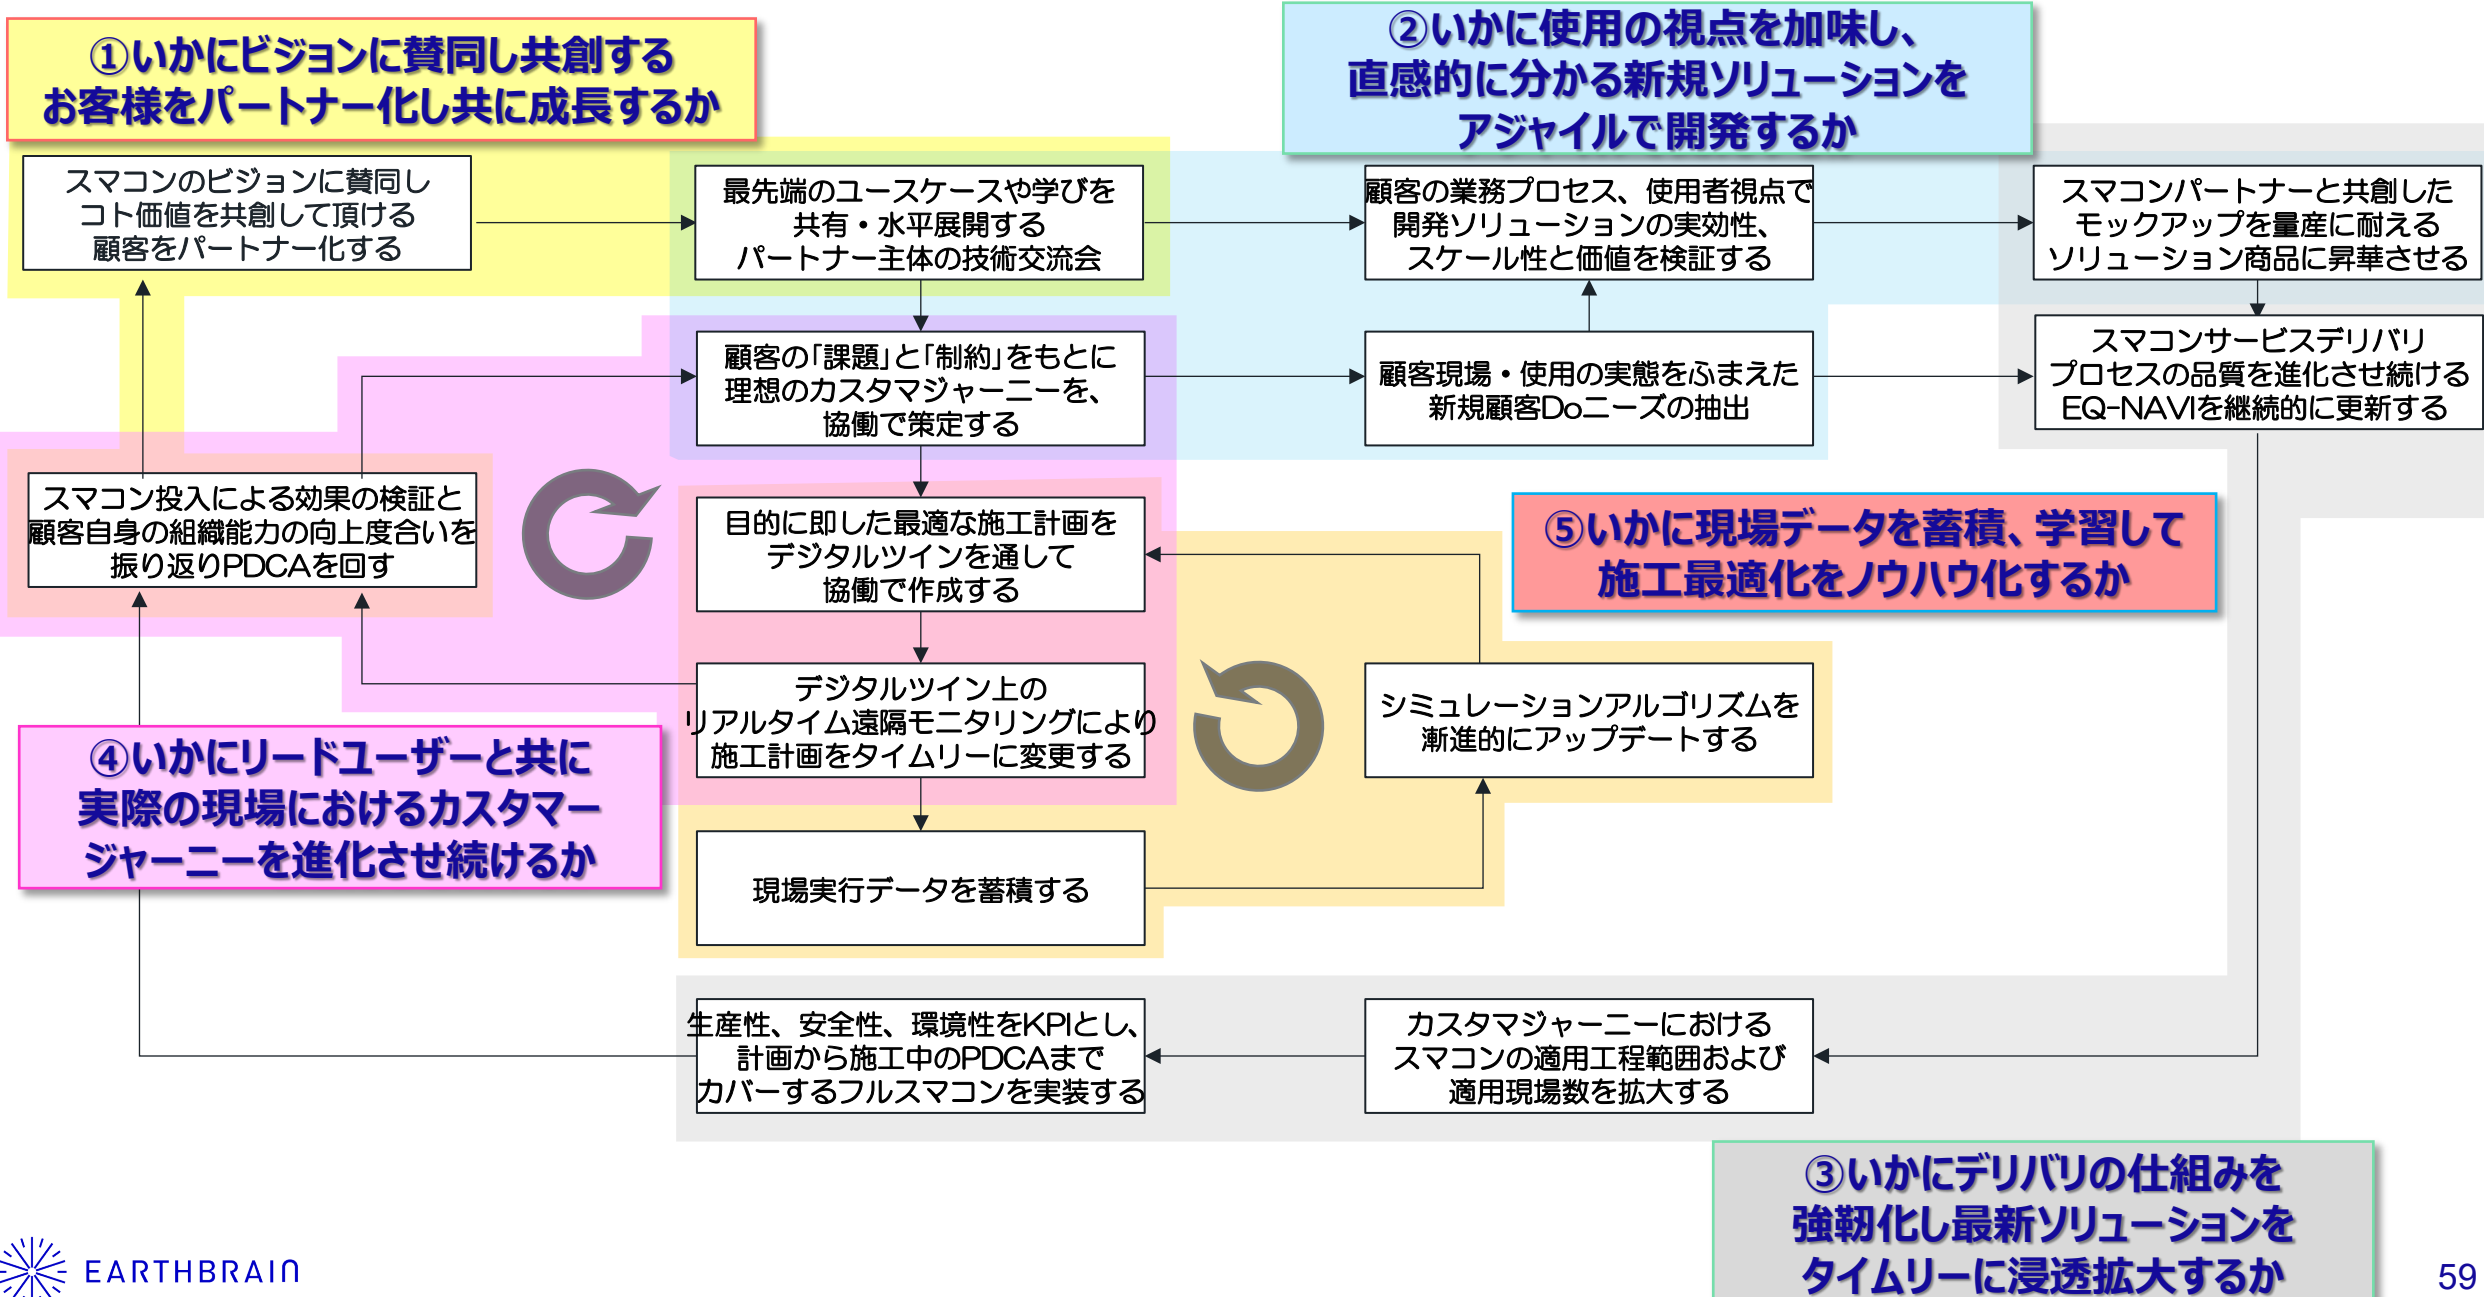 ①いかにビジョンに賛同し共創する
お客様をパートナー化し共に成長するか
②いかに使用の視点を加味し、
直感的に分かる新規ソリューションを
アジャイルで開発するか
スマコンのビジョンに賛同し
コト価値を共創して頂ける
顧客をパートナー化する
最先端のユースケースや学びを
共有・水平展開する
パートナー主体の技術交流会
顧客の業務プロセス、使用者視点で
開発ソリューションの実効性、
スケール性と価値を検証する
スマコンパートナーと共創した
モックアップを量産に耐える
ソリューション商品に昇華させる
顧客の「課題」と「制約」をもとに
理想のカスタマジャーニーを、
協働で策定する
顧客現場・使用の実態をふまえた
新規顧客Doニーズの抽出
スマコンサービスデリバリ
プロセスの品質を進化させ続ける
EQ-NAVIを継続的に更新する
スマコン投入による効果の検証と
顧客自身の組織能力の向上度合いを
振り返りPDCAを回す
目的に即した最適な施工計画を
デジタルツインを通して
協働で作成する
⑤いかに現場データを蓄積、学習して
施工最適化をノウハウ化するか
デジタルツイン上の
リアルタイム遠隔モニタリングにより
施工計画をタイムリーに変更する
シミュレーションアルゴリズムを
漸進的にアップデートする
④いかにリードユーザーと共に
実際の現場におけるカスタマー
ジャーニーを進化させ続けるか
現場実行データを蓄積する
生産性、安全性、環境性をKPIとし、
計画から施工中のPDCAまで
カバーするフルスマコンを実装する
カスタマジャーニーにおける
スマコンの適用工程範囲および
適用現場数を拡大する
③いかにデリバリの仕組みを
強靭化し最新ソリューションを
タイムリーに浸透拡大するか
EARTHBRAIN
59